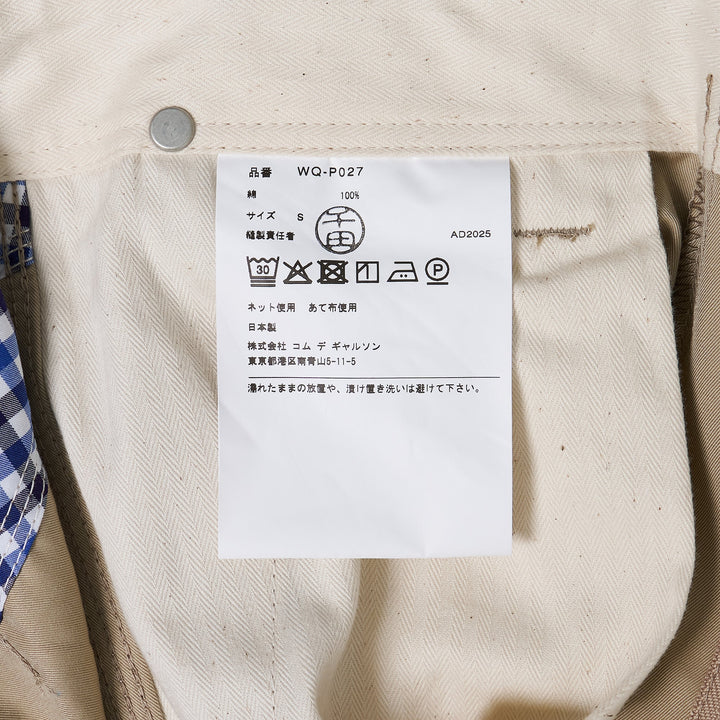 品番 WQ-P027
綿 100%
サイズ S
縫製責任者 千田 AD2025
30 P
ネット使用 あて布使用
日本製
株式会社 コム デ ギャルソン
東京都港区南青山5-11-5
濡れたままの放置や、漬け置き洗いは避けて下さい。